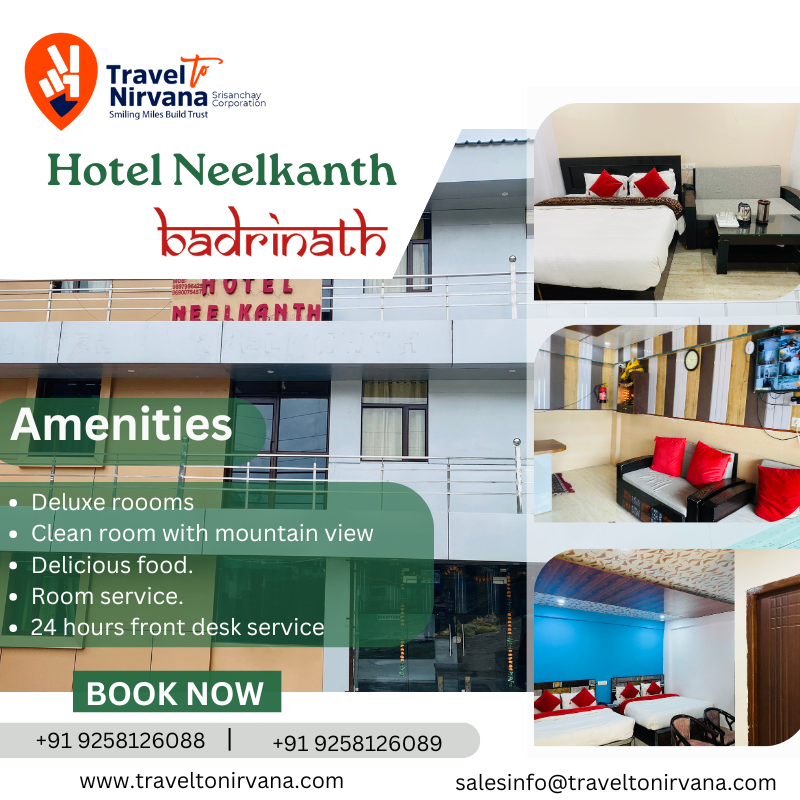 Travel to
Nirvana
Srisanchay
Corporation
Smiling Miles Build Trust
Hotel Neelkanth
badrinath
HOTEL
NEELKANTH
Amenities
• Deluxe roooms
• Clean room with mountain view
• Delicious food.
• Room service.
• 24 hours front desk service
BOOK NOW
+91 9258126088 | +91 9258126089
www.traveltonirvana.com
salesinfo@traveltonirvana.com